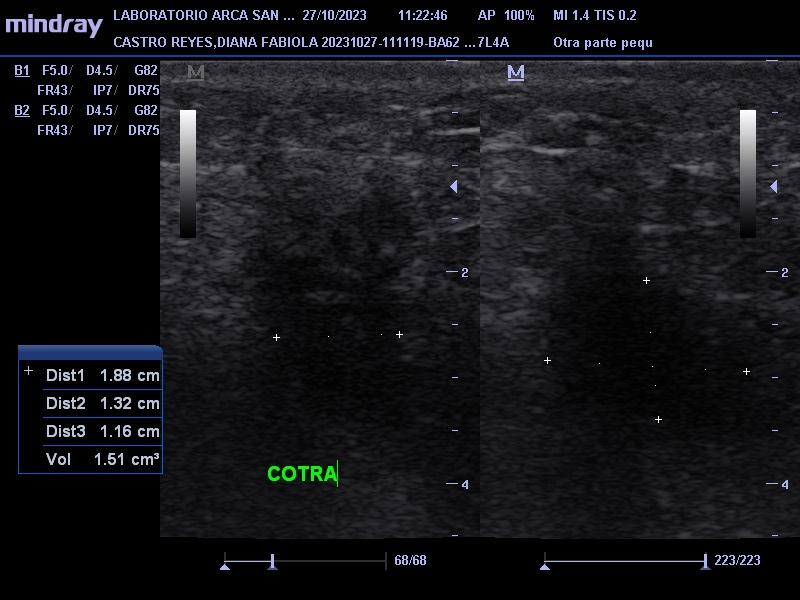 mindray
LABORATORIO ARCA SAN ... 27/10/2023 11:22:46 AP 100% MI 1.4 TIS 0.2
CASTRO REYES,DIANA FABIOLA 20231027-111119-BA62 ...7L4A Otra parte pequ
B1 F5.0/ D4.5/ G82
FR43/ IP7/ DR75
B2 F5.0/ D4.5/ G82
FR43/ IP7/ DR75
M
M
2
2
+ Dist1 1.88 cm
Dist2 1.32 cm
Dist3 1.16 cm
Vol 1.51 cm³
COTRA
4
4
68/68
223/223